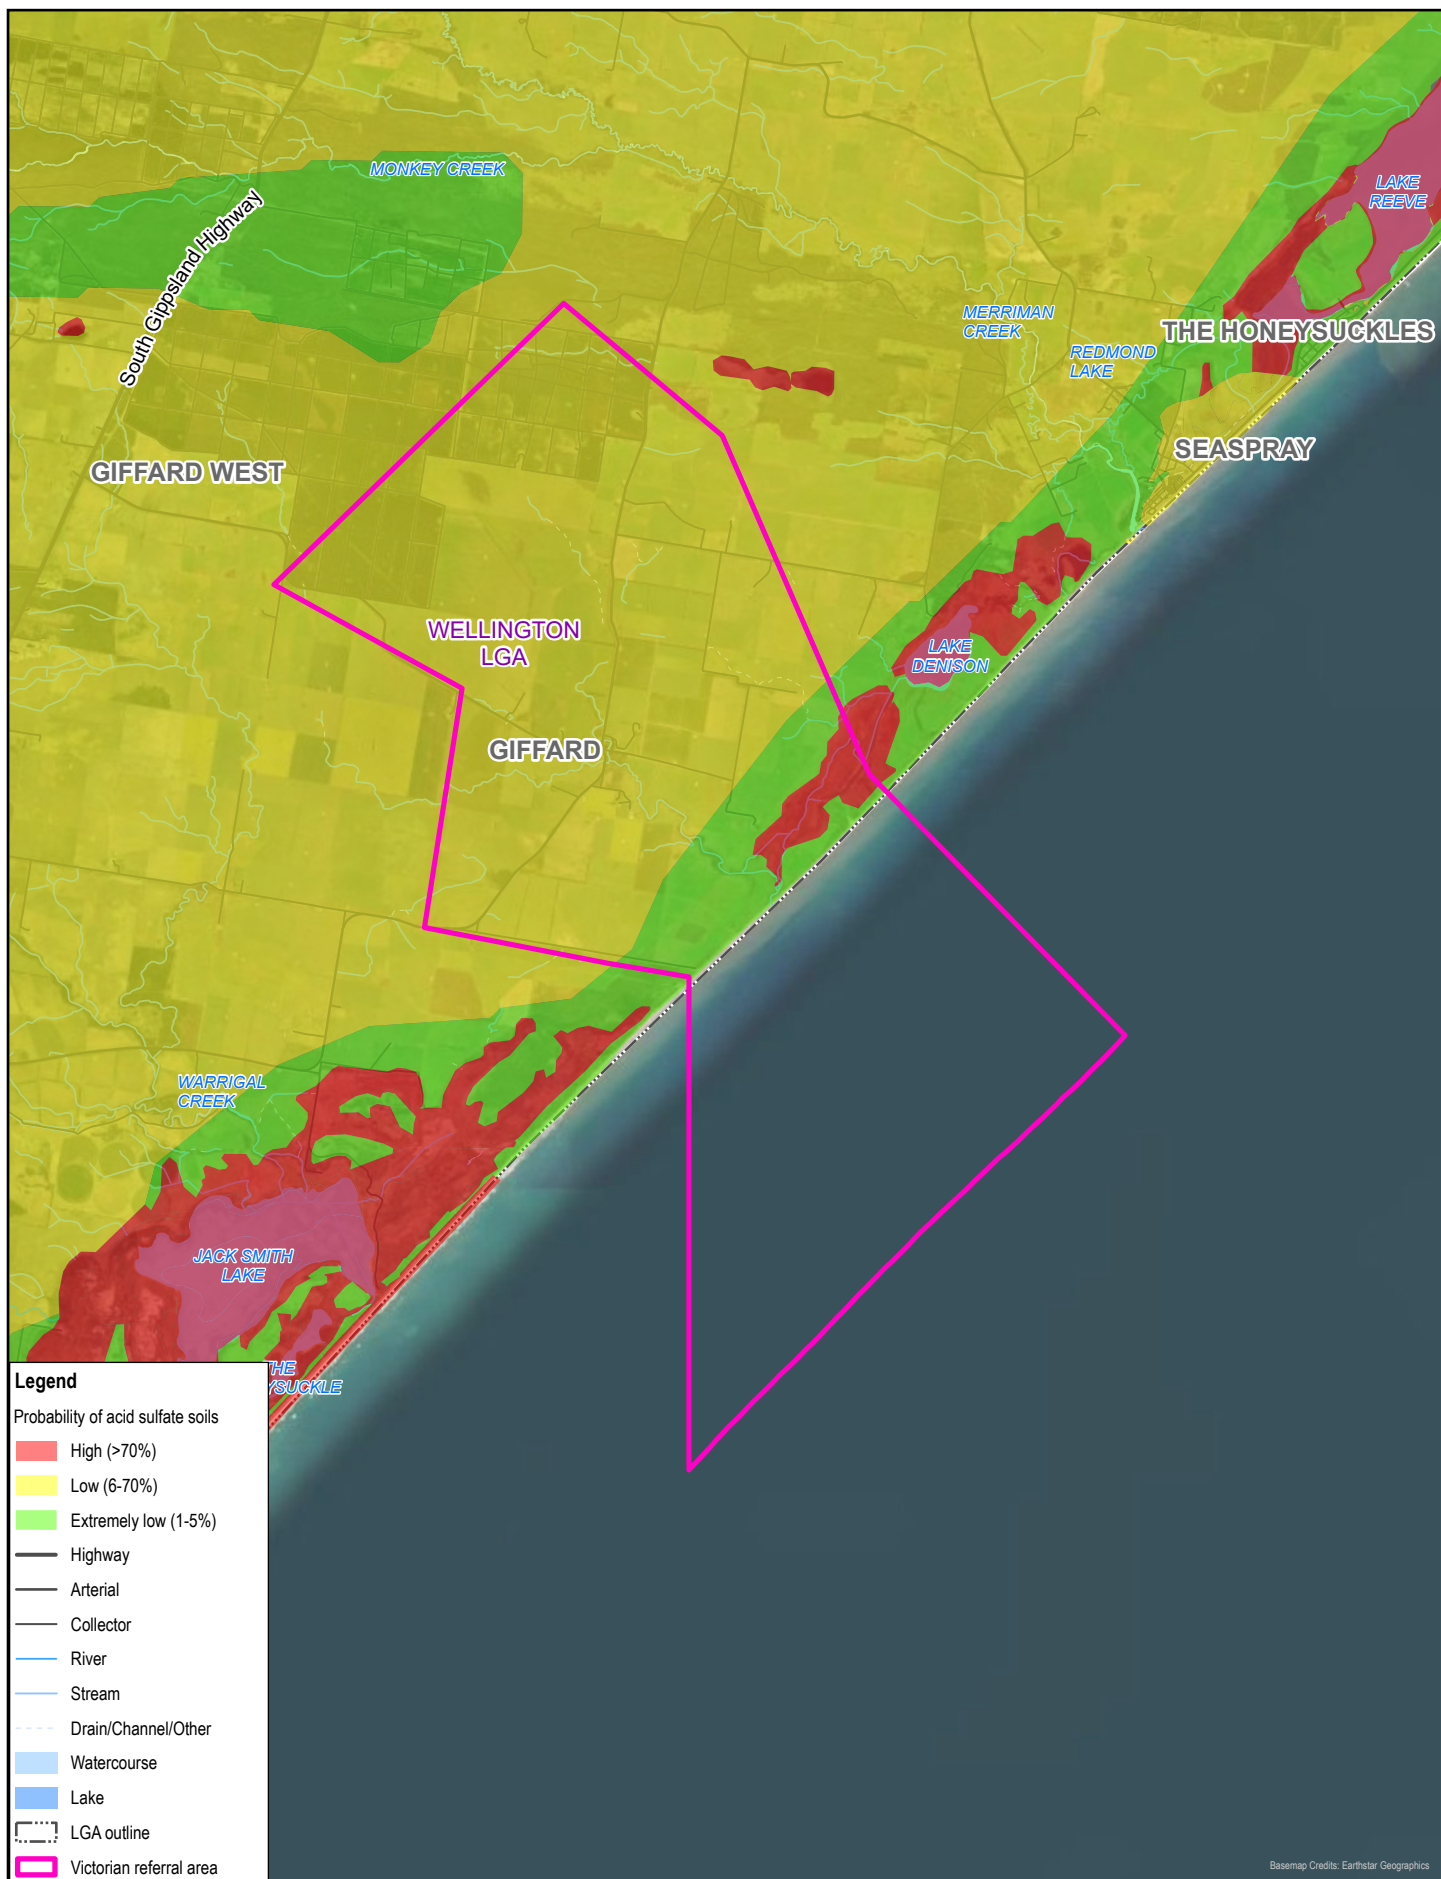 MONKEY CREEK
LAKE
REEVE
South Gippsland Highway
MERRIMAN
CREEK
THE HONEYSUCKLES
REDMOND
LAKE
SEASPRAY
GIFFARD WEST
WELLINGTON
LGA
LAKE
DENISON
GIFFARD
WARRIGAL
CREEK
JACK SMITH
LAKE
THE
YSUCKLE
Legend
Probability of acid sulfate soils
High (>70%)
Low (6-70%)
Extremely low (1-5%)
Highway
Arterial
Collector
River
Stream
Drain/Channel/Other
Watercourse
Lake
LGA outline
Victorian referral area
Basemap Credits: Earthstar Geographics